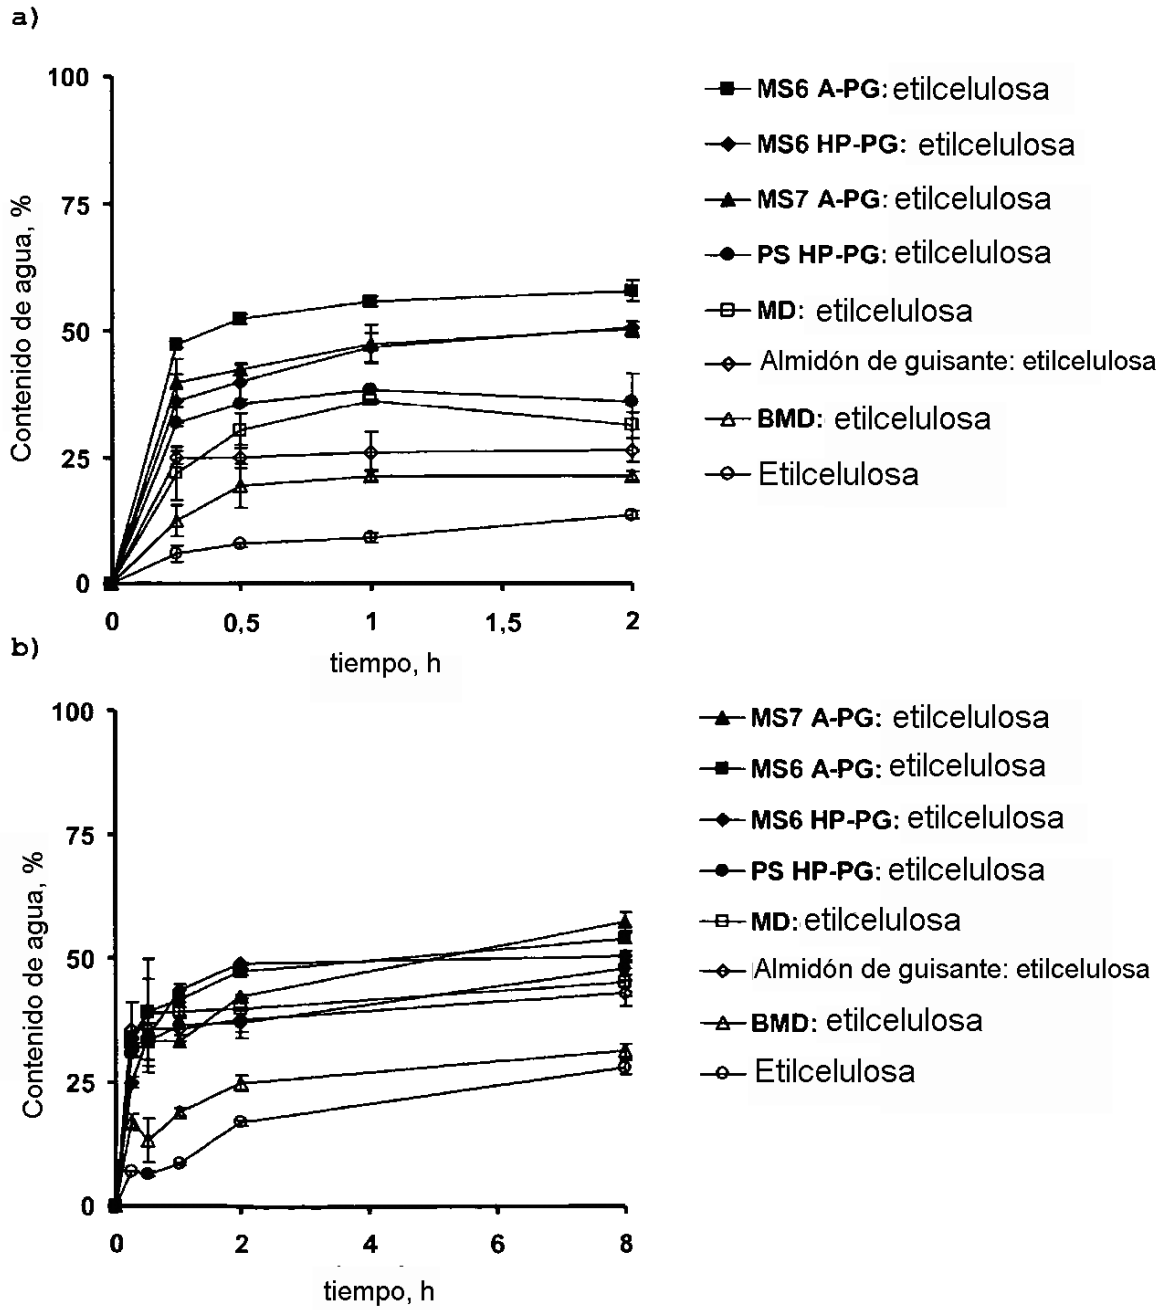 a)
100
75
50
25
0
Contenido de agua, %
0
0,5
1
1,5
2
tiempo, h
MS6 A-PG: etilcelulosa
MS6 HP-PG: etilcelulosa
MS7 A-PG: etilcelulosa
PS HP-PG: etilcelulosa
MD: etilcelulosa
Almidón de guisante: etilcelulosa
BMD: etilcelulosa
Etilcelulosa
b)
100
75
50
25
0
Contenido de agua, %
0
2
4
6
8
tiempo, h
MS7 A-PG: etilcelulosa
MS6 A-PG: etilcelulosa
MS6 HP-PG: etilcelulosa
PS HP-PG: etilcelulosa
MD: etilcelulosa
Almidón de guisante: etilcelulosa
BMD: etilcelulosa
Etilcelulosa